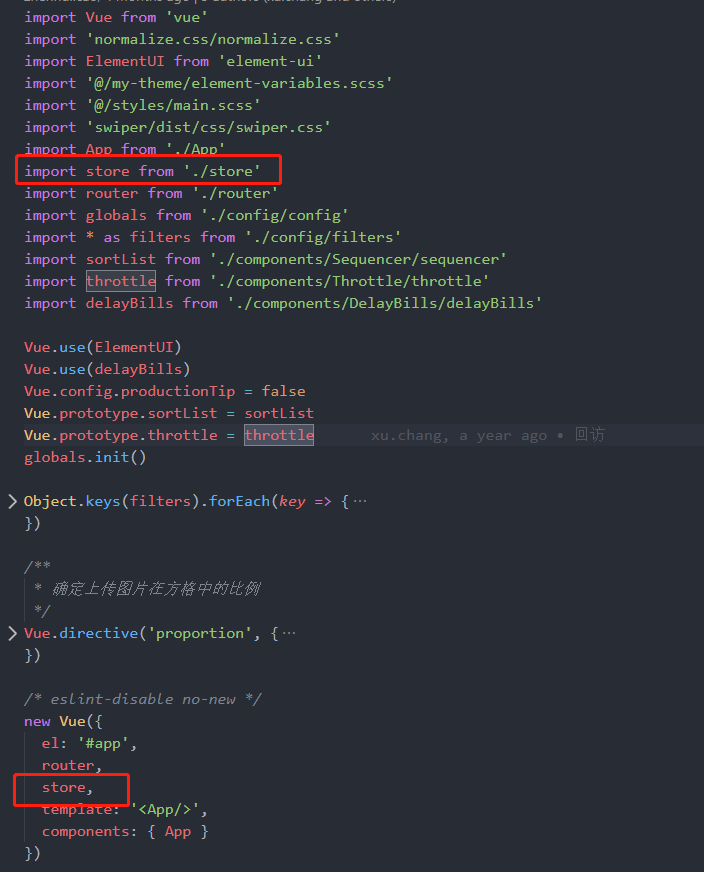 import Vue from 'vue'
import 'normalize.css/normalize.css'
import ElementUI from 'element-ui'
import '@/my-theme/element-variables.scss'
import '@/styles/main.scss'
import 'swiper/dist/css/swiper.css'
import App from './App'
import store from './store'
import router from './router'
import globals from './config/config'
import * as filters from './config/filters'
import sortList from './components/Sequencer/sequencer'
import throttle from './components/Throttle/throttle'
import delayBills from './components/DelayBills/delayBills'
Vue.use(ElementUI)
Vue.use(delayBills)
Vue.config.productionTip = false
Vue.prototype.sortList = sortList
Vue.prototype.throttle = throttle xu.chang, a year ago • 回访
globals.init()
Object.keys(filters).forEach(key => {…
})
/**
* 确定上传图片在方格中的比例
*/
Vue.directive('proportion', {…
})
/* eslint-disable no-new */
new Vue({
el: '#app',
router,
store,
template: '<App/>',
components: { App }
})